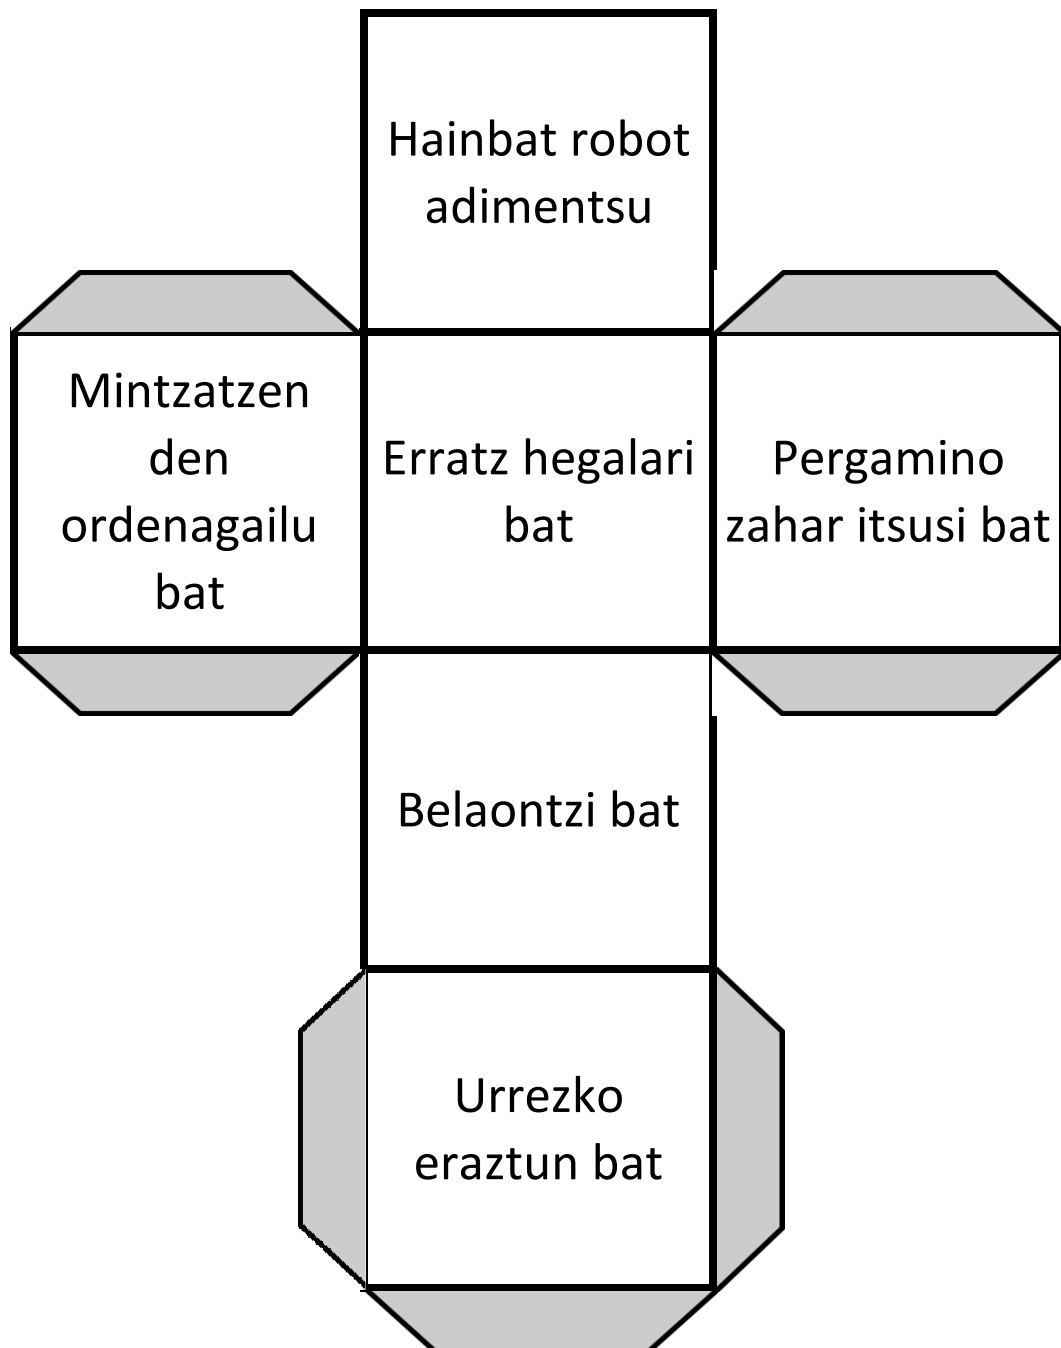 Hainbat robot
adimentsu
Mintzatzen
den
ordenagailu
bat
Erratz hegalari
bat
Pergamino
zahar itsusi bat
Belaontzi bat
Urrezko
eraztun bat